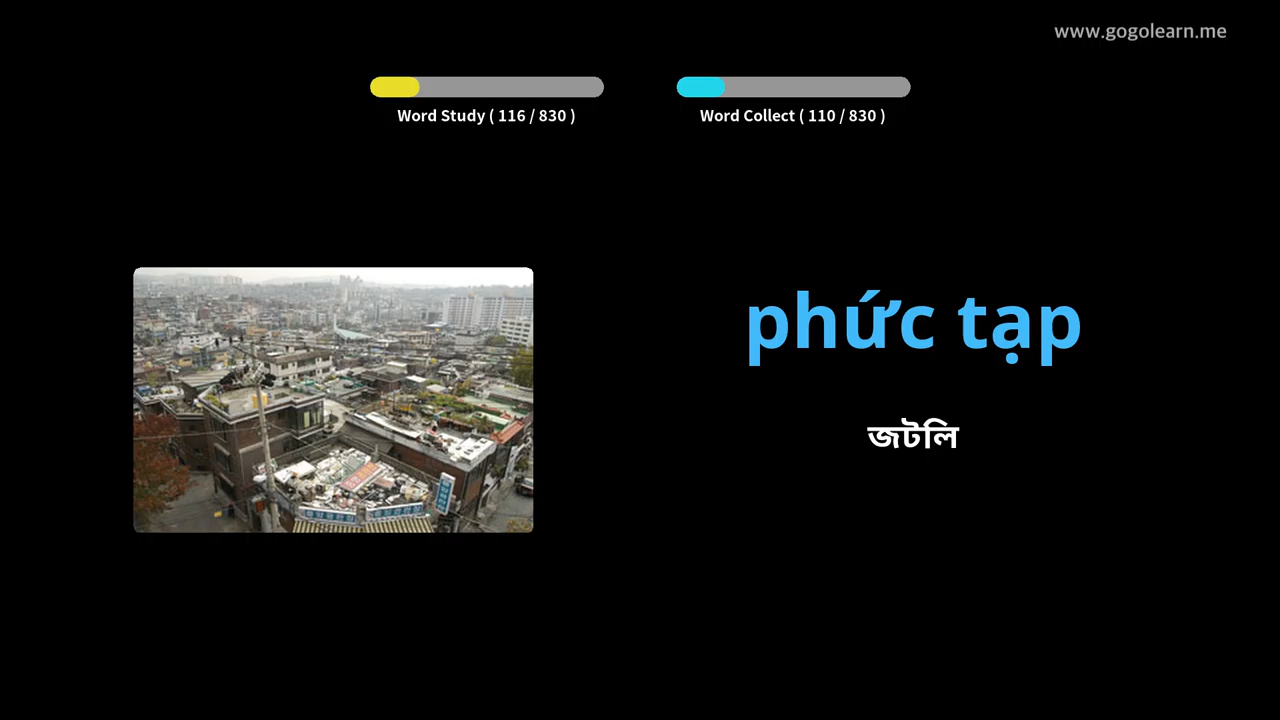 www.gogolearn.me
Word Study ( 116 / 830 )
Word Collect ( 110 / 830 )
phức tạp
জটলি